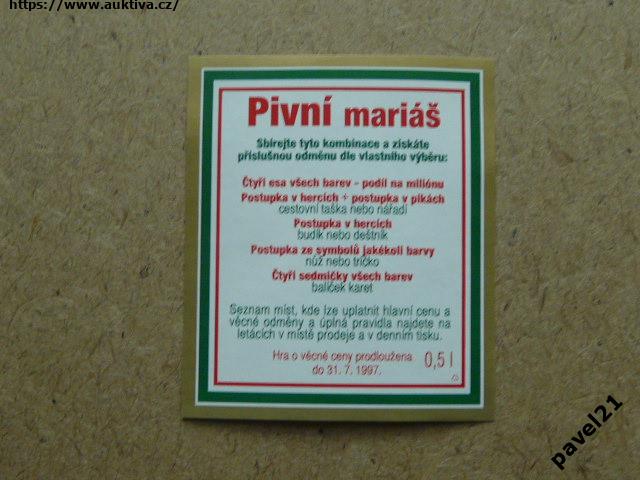 https://www.auktiva.cz/
Pivní mariáš
Sbírejte tyto kombinace a získáte
příslušnou odměnu dle vlastního výběru:
Čtyři esa všech barev - podíl na miliónu
Postupka v hercích + postupka v pikách
cestovní taška nebo nářadí
Postupka v hercích
budík nebo deštník
Postupka ze symbolů jakékoli barvy
nůž nebo tričko
Čtyři sedmičky všech barev
balíček karet
Seznam míst, kde lze uplatnit hlavní cenu a
věcné odměny a úplná pravidla najdete na
letácích v místě prodeje a v denním tisku.
Hra o věcné ceny prodloužena
do 31. 7. 1997.
0,5 l
pavel21